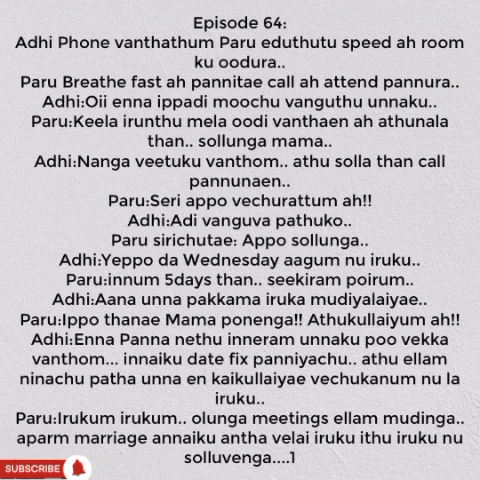 Episode 64:
Adhi Phone vanthathum Paru eduthutu speed ah room
ku oodura..
Paru Breathe fast ah pannitae call ah attend pannura..
Adhi:Oii enna ippadi moochu vanguthu unnaku..
Paru:Keela irunthu mela oodi vanthaen ah athunala
than.. sollunga mama..
Adhi:Nanga veetuku vanthom.. athu solla than call
pannunaen..
Paru:Seri appo vechurattum ah!!
Adhi:Adi vanguva pathuko..
Paru sirichutae: Appo sollunga..
Adhi:Yeppo da Wednesday aagum nu iruku..
Paru:innum 5days than.. seekiram poirum..
Adhi:Aana unna pakkama iruka mudiyalaiyae..
Paru:Ippo thanae Mama ponenga!! Athukullaiyum ah!!
Adhi:Enna Panna nethu inneram unnaku poo vekka
vanthom... innaiku date fix panniyachu.. athu ellam
ninachu patha unna en kaikullaiyae vechukanum nu la
iruku..
Paru:Irukum irukum.. olunga meetings ellam mudinga..
aparm marriage annaiku antha velai iruku ithu iruku nu
solluvenga....1
SUBSCRIBE